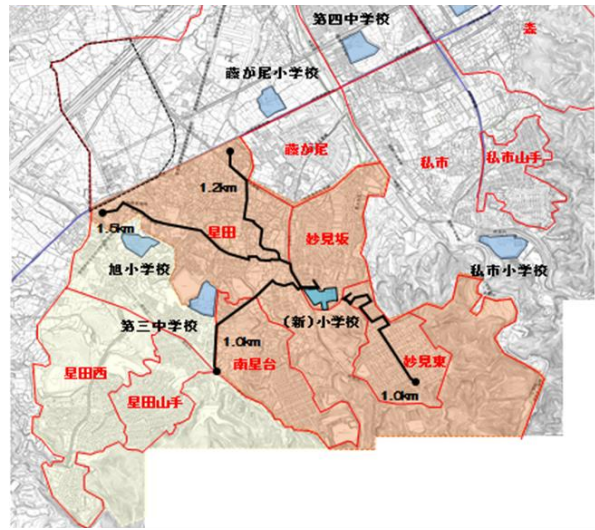 第四中学校
藤が尾小学校
藤が尾
私市
私市山手
1.2km
1.5km
星田
妙見坂
旭小学校
私市小学校
第三中学校
（新）小学校
1.0km
星田西
南星台
妙見東
星田山手
1.0km